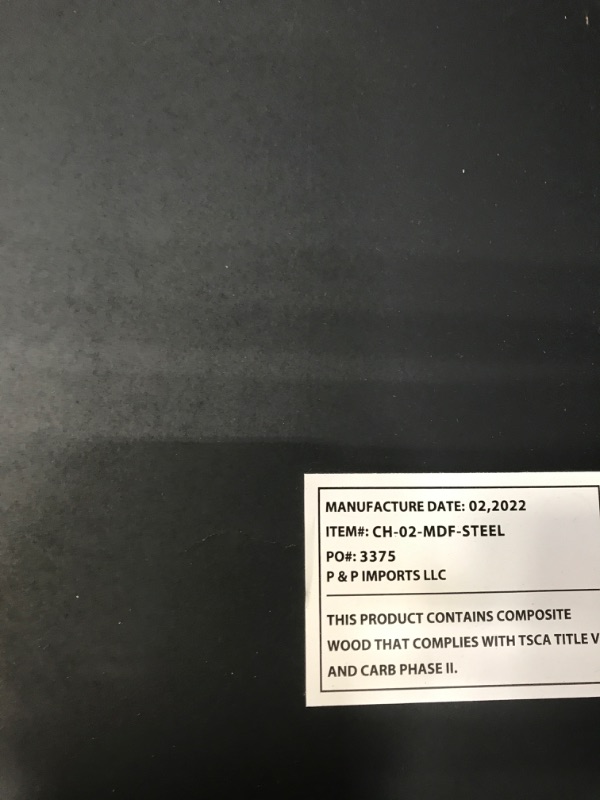 MANUFACTURE DATE: 02,2022
ITEM#: CH-02-MDF-STEEL
PO#: 3375
P & P IMPORTS LLC
THIS PRODUCT CONTAINS COMPOSITE
WOOD THAT COMPLIES WITH TSCA TITLE V
AND CARB PHASE II.